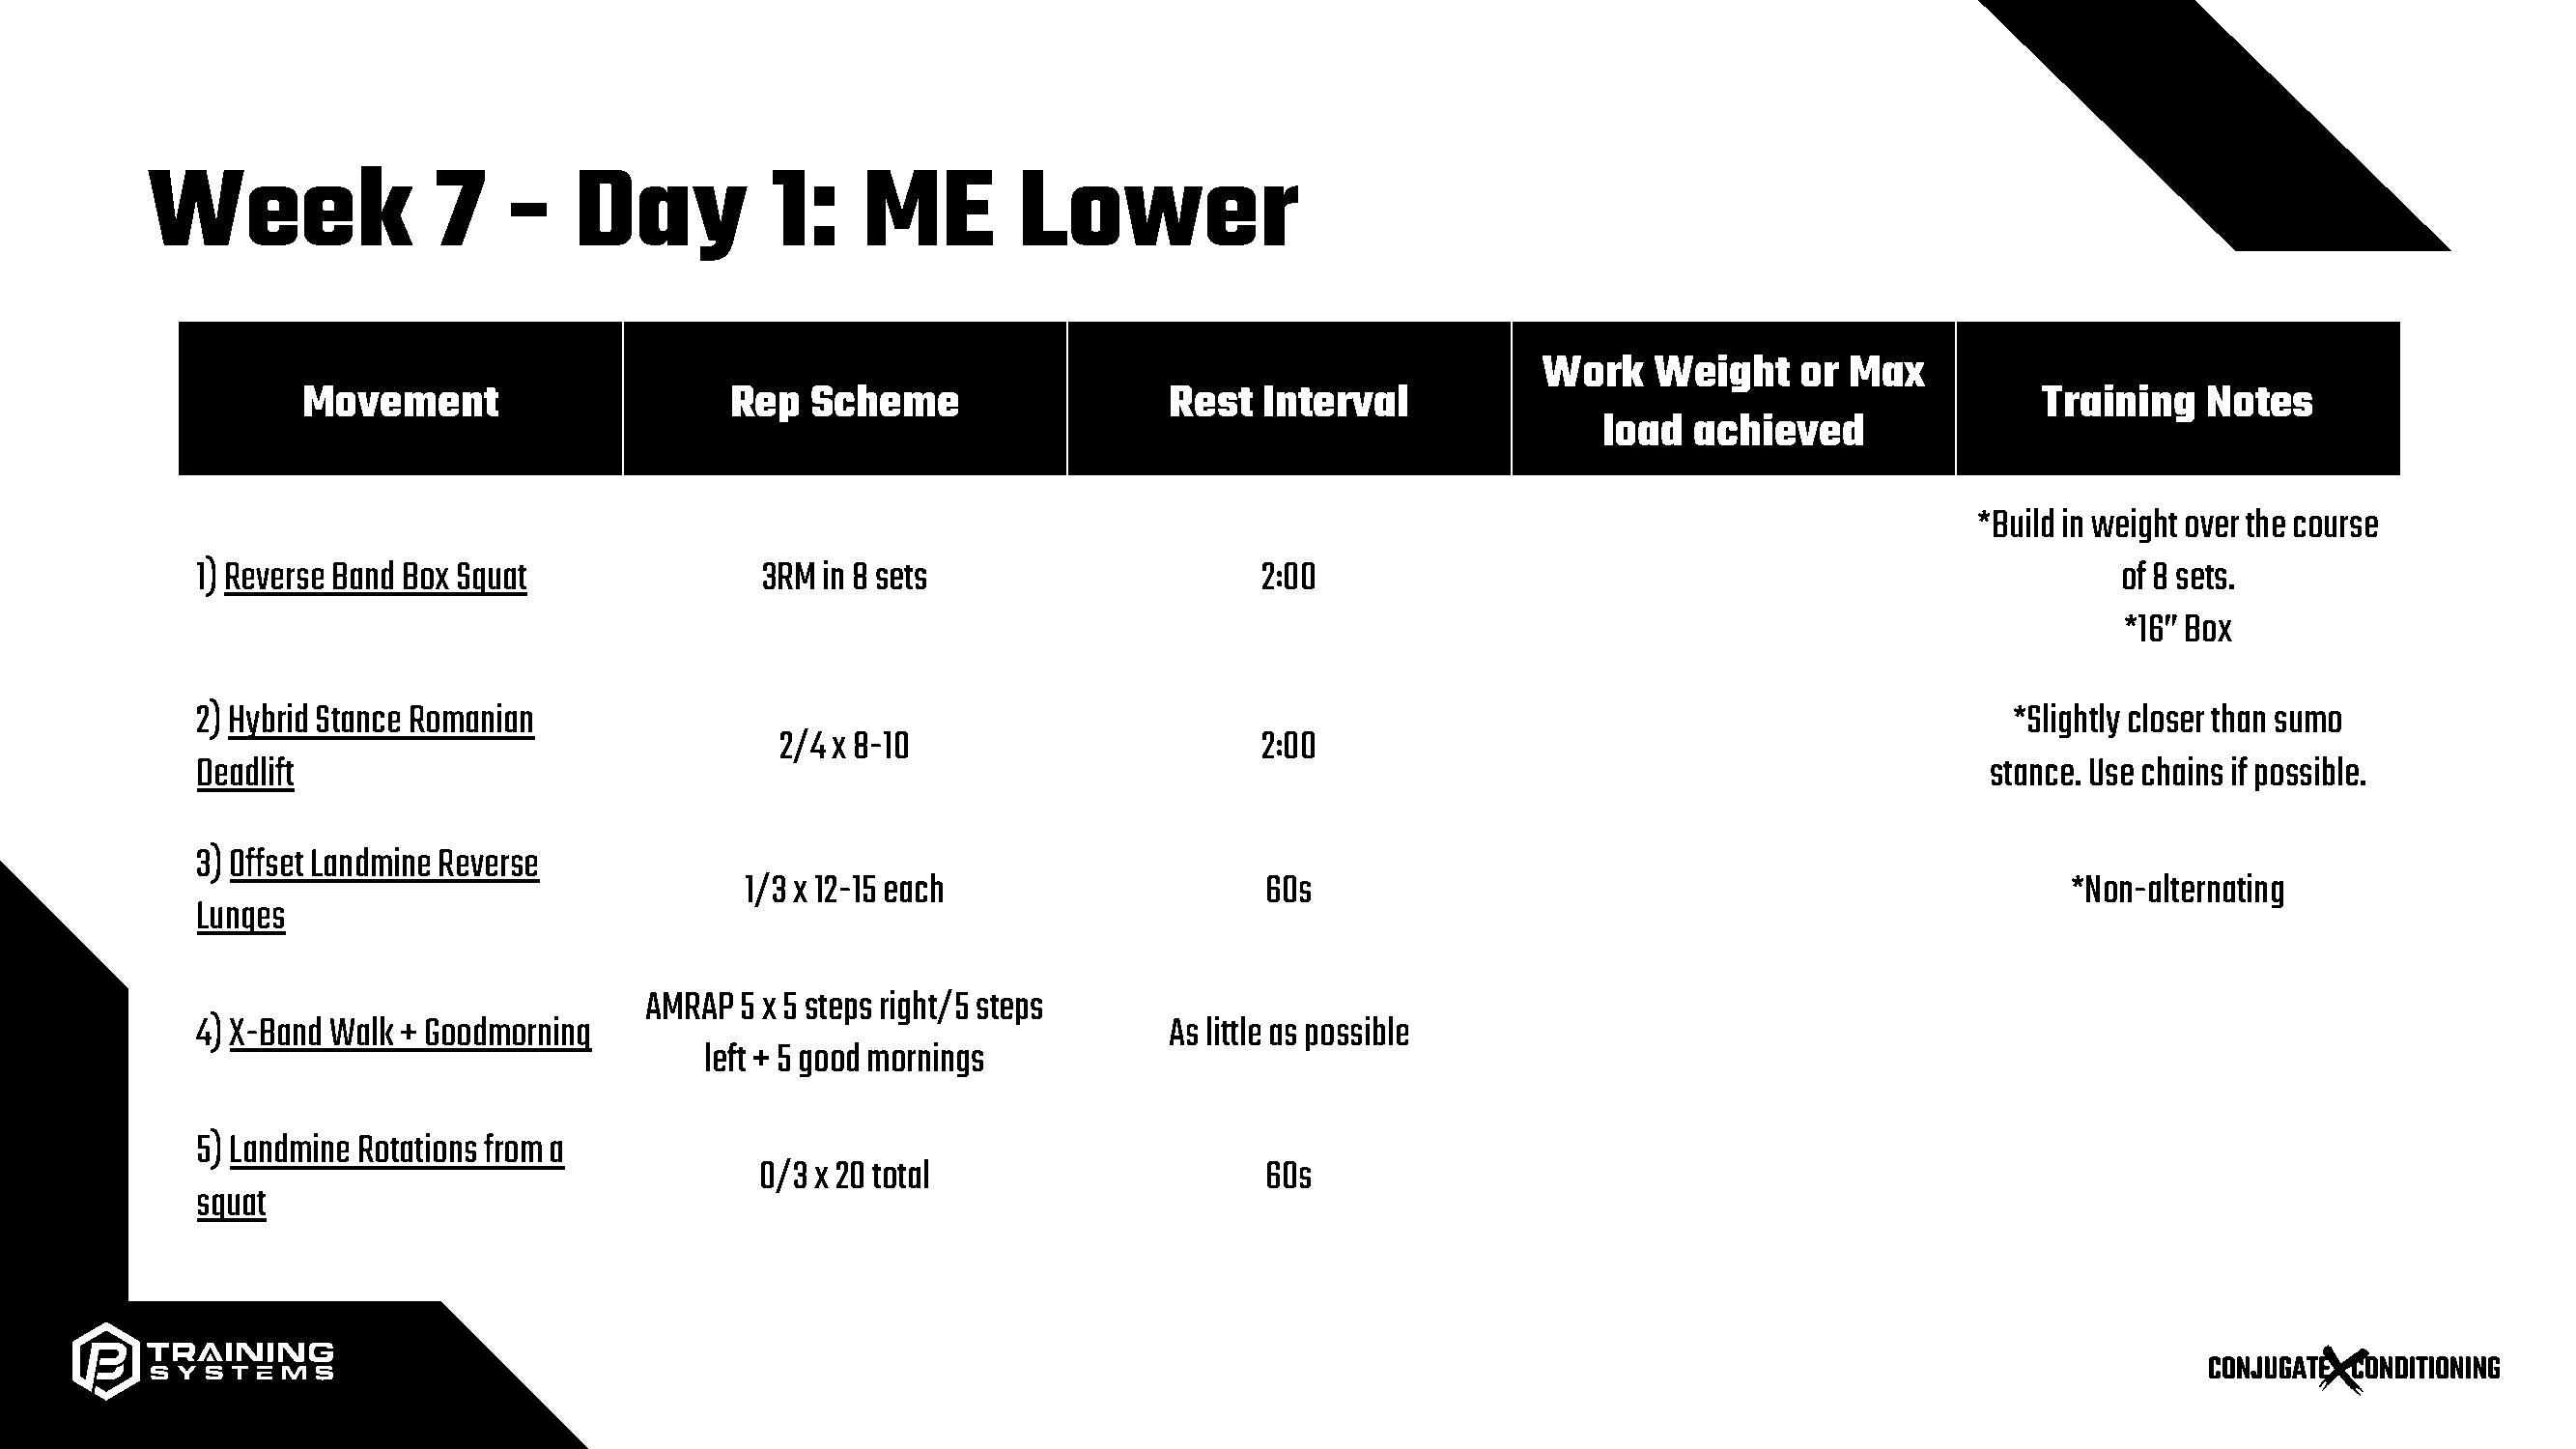 Week 7 - Day 1: ME Lower
Movement
Rep Scheme
Rest Interval
Work Weight or Max
load achieved
Training Notes
1) Reverse Band Box Squat
3RM in 8 sets
2:00
*Build in weight over the course
of 8 sets.
*16” Box
2) Hybrid Stance Romanian
Deadlift
2/4 x 8-10
2:00
*Slightly closer than sumo
stance. Use chains if possible.
3) Offset Landmine Reverse
Lunges
1/3 x 12-15 each
60s
*Non-alternating
4) X-Band Walk + Goodmorning
AMRAP 5 x 5 steps right/5 steps
left + 5 good mornings
As little as possible
5) Landmine Rotations from a
squat
0/3 x 20 total
60s
TRAINING
SYSTEMS
CONJUGATE X CONDITIONING